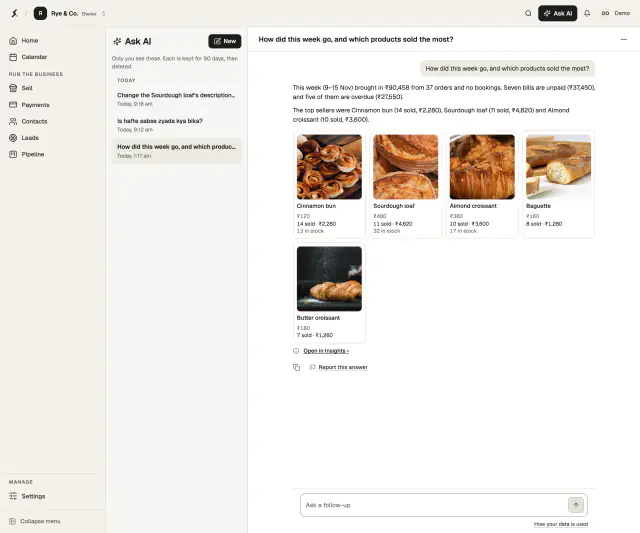 R Rye & Co. Owner
Ask AI
DO Demo
Home
Calendar
RUN THE BUSINESS
Sell
Payments
Contacts
Leads
Pipeline
MANAGE
Settings
Collapse menu
Ask AI
New
Only you see these. Each is kept for 90 days, then
deleted.
TODAY
Change the Sourdough loaf's description...
Today, 9:18 am
Is hafte sabse zyada kya bika?
Today, 9:12 am
How did this week go, and which produc...
Today, 1:17 am
How did this week go, and which products sold the most?
How did this week go, and which products sold the most?
This week (9–15 Nov) brought in ₹90,458 from 37 orders and no bookings. Seven bills are unpaid (₹37,450),
and five of them are overdue (₹27,550).
The top sellers were Cinnamon bun (14 sold, ₹2,280), Sourdough loaf (11 sold, ₹4,620) and Almond
croissant (10 sold, ₹3,600).
Cinnamon bun
₹120
14 sold · ₹2,280
13 in stock
Sourdough loaf
₹480
11 sold · ₹4,620
32 in stock
Almond croissant
₹360
10 sold · ₹3,600
17 in stock
Baguette
₹160
8 sold · ₹1,280
Butter croissant
₹180
7 sold · ₹1,260
Open in Insights ›
Report this answer
Ask a follow-up
How your data is used